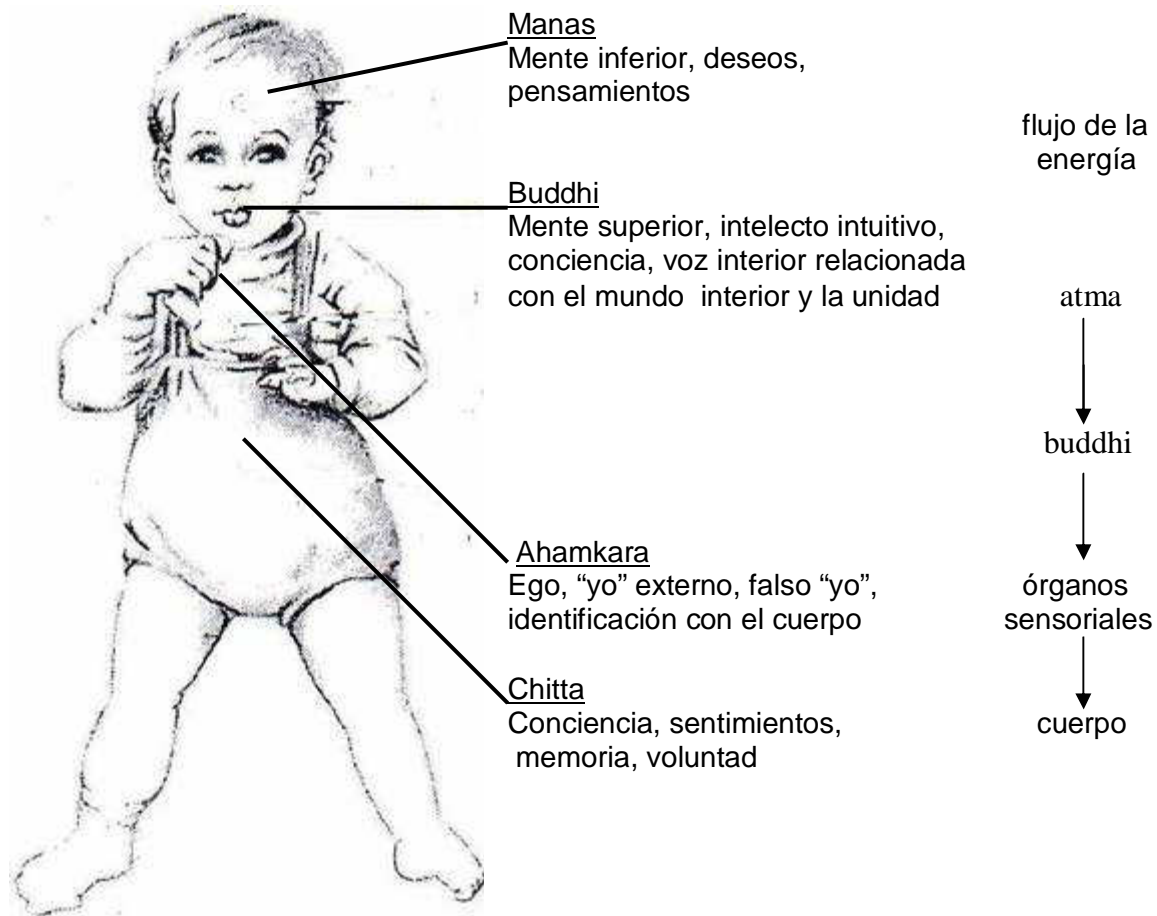 Manas
Mente inferior, deseos,
pensamientos
flujo de la
energía
Buddhi
Mente superior, intelecto intuitivo,
conciencia, voz interior relacionada
con el mundo interior y la unidad
atma
buddhi
Ahamkara
Ego, “yo” externo, falso “yo”,
identificación con el cuerpo
órganos
sensoriales
Chitta
Conciencia, sentimientos,
memoria, voluntad
cuerpo